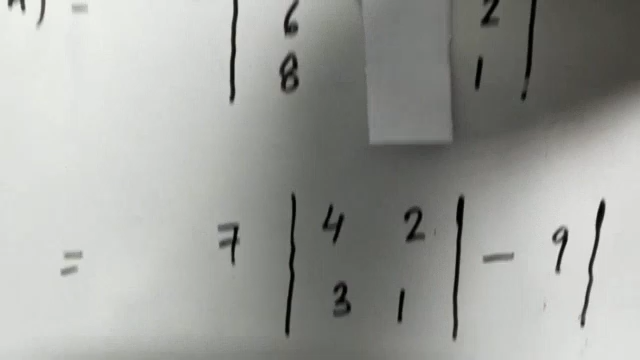 ) = | 6 2 |
| 8 1 |
= 7 | 4 2 | - 9 |
| 3 1 |